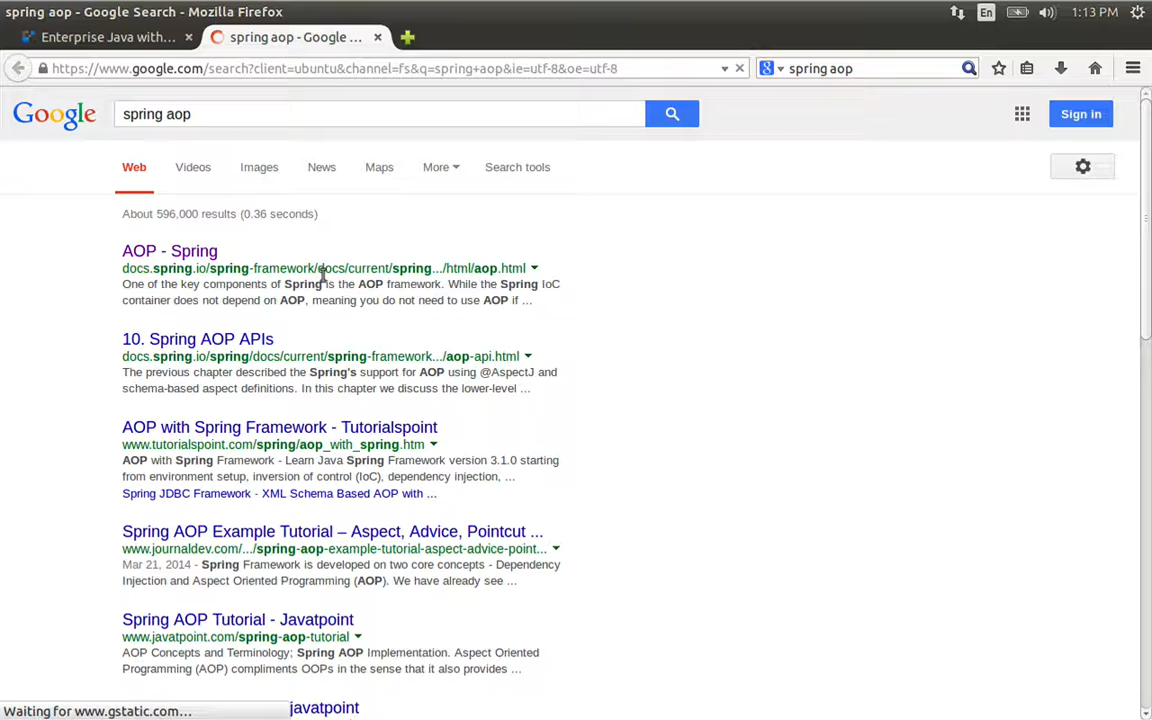 spring aop - Google Search - Mozilla Firefox
En
1:13 PM
Enterprise Java with... ×
spring aop - Google ... ×
https://www.google.com/search?client=ubuntu&channel=fs&q=spring+aop&ie=utf-8&oe=utf-8
spring aop
Google
spring aop
Sign in
Web Videos Images News Maps More Search tools
About 596,000 results (0.36 seconds)
AOP - Spring
docs.spring.io/spring-framework/docs/current/spring.../html/aop.html
One of the key components of Spring is the AOP framework. While the Spring IoC
container does not depend on AOP, meaning you do not need to use AOP if ...
10. Spring AOP APIs
docs.spring.io/spring/docs/current/spring-framework.../aop-api.html
The previous chapter described the Spring's support for AOP using @AspectJ and
schema-based aspect definitions. In this chapter we discuss the lower-level ...
AOP with Spring Framework - Tutorialspoint
www.tutorialspoint.com/spring/aop_with_spring.htm
AOP with Spring Framework - Learn Java Spring Framework version 3.1.0 starting
from environment setup, inversion of control (IoC), dependency injection, ...
Spring JDBC Framework - XML Schema Based AOP with ...
Spring AOP Example Tutorial – Aspect, Advice, Pointcut ...
www.journaldev.com/.../spring-aop-example-tutorial-aspect-advice-point...
Mar 21, 2014 - Spring Framework is developed on two core concepts - Dependency
Injection and Aspect Oriented Programming (AOP). We have already see ...
Spring AOP Tutorial - Javatpoint
www.javatpoint.com/spring-aop-tutorial
AOP Concepts and Terminology; Spring AOP Implementation. Aspect Oriented
Programming (AOP) compliments OOPs in the sense that it also provides ...
javatpoint
Waiting for www.gstatic.com...